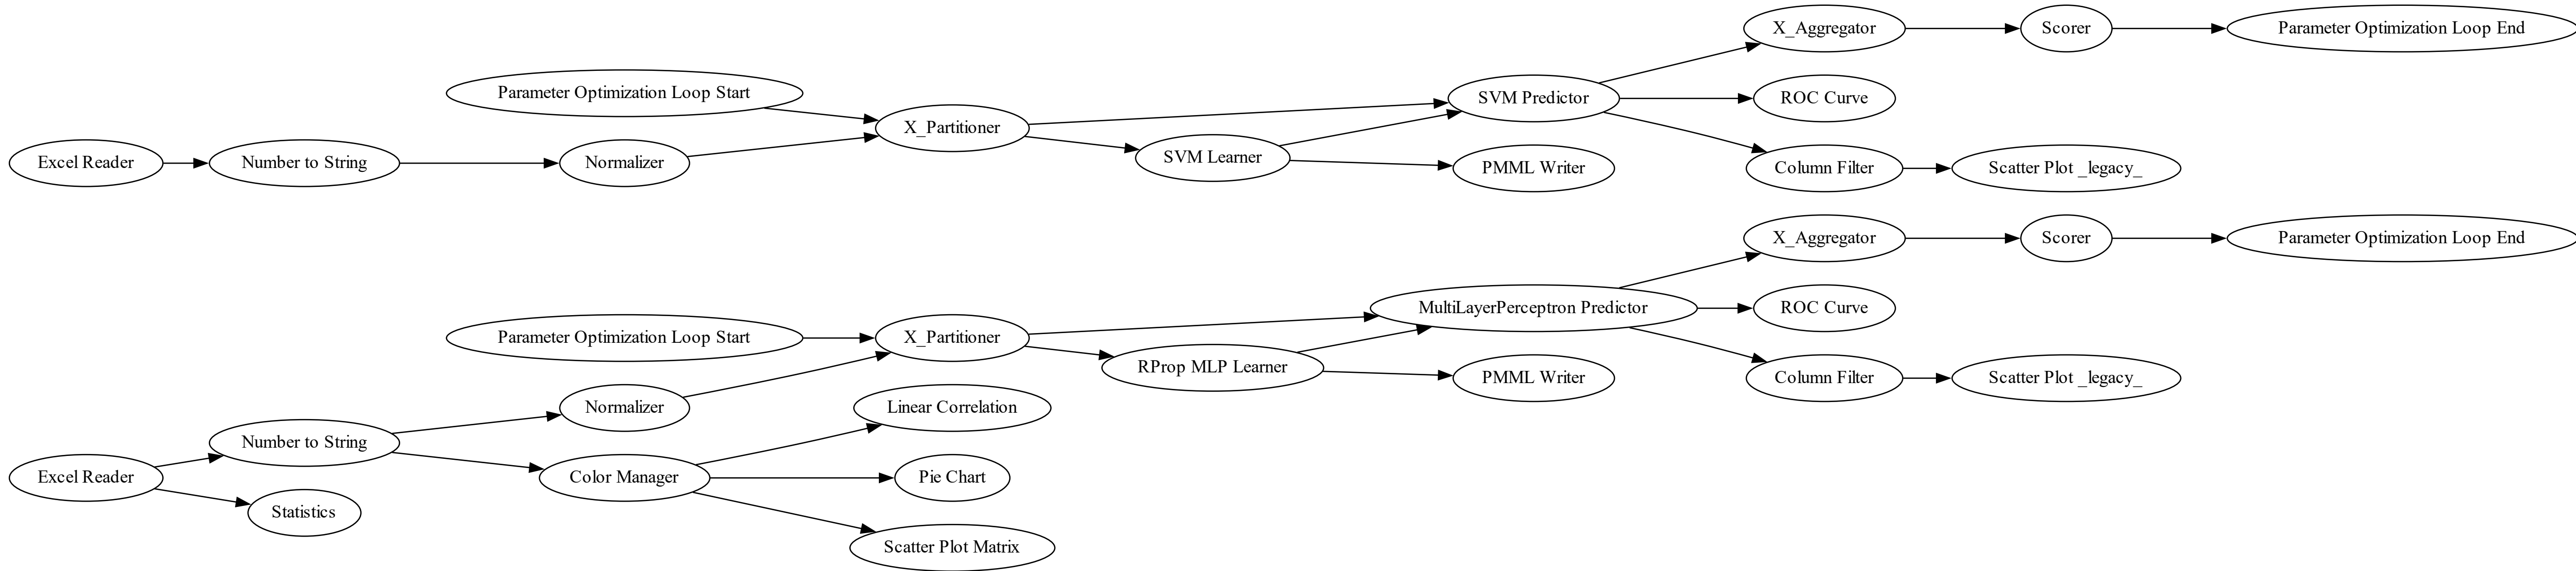 X_Aggregator
Scorer
Parameter Optimization Loop End
Parameter Optimization Loop Start
SVM Predictor
ROC Curve
X_Partitioner
Excel Reader
Number to String
Normalizer
SVM Learner
PMML Writer
Column Filter
Scatter Plot _legacy_
X_Aggregator
Scorer
Parameter Optimization Loop End
MultiLayerPerceptron Predictor
ROC Curve
Parameter Optimization Loop Start
X_Partitioner
RProp MLP Learner
PMML Writer
Column Filter
Scatter Plot _legacy_
Normalizer
Linear Correlation
Number to String
Excel Reader
Color Manager
Pie Chart
Statistics
Scatter Plot Matrix